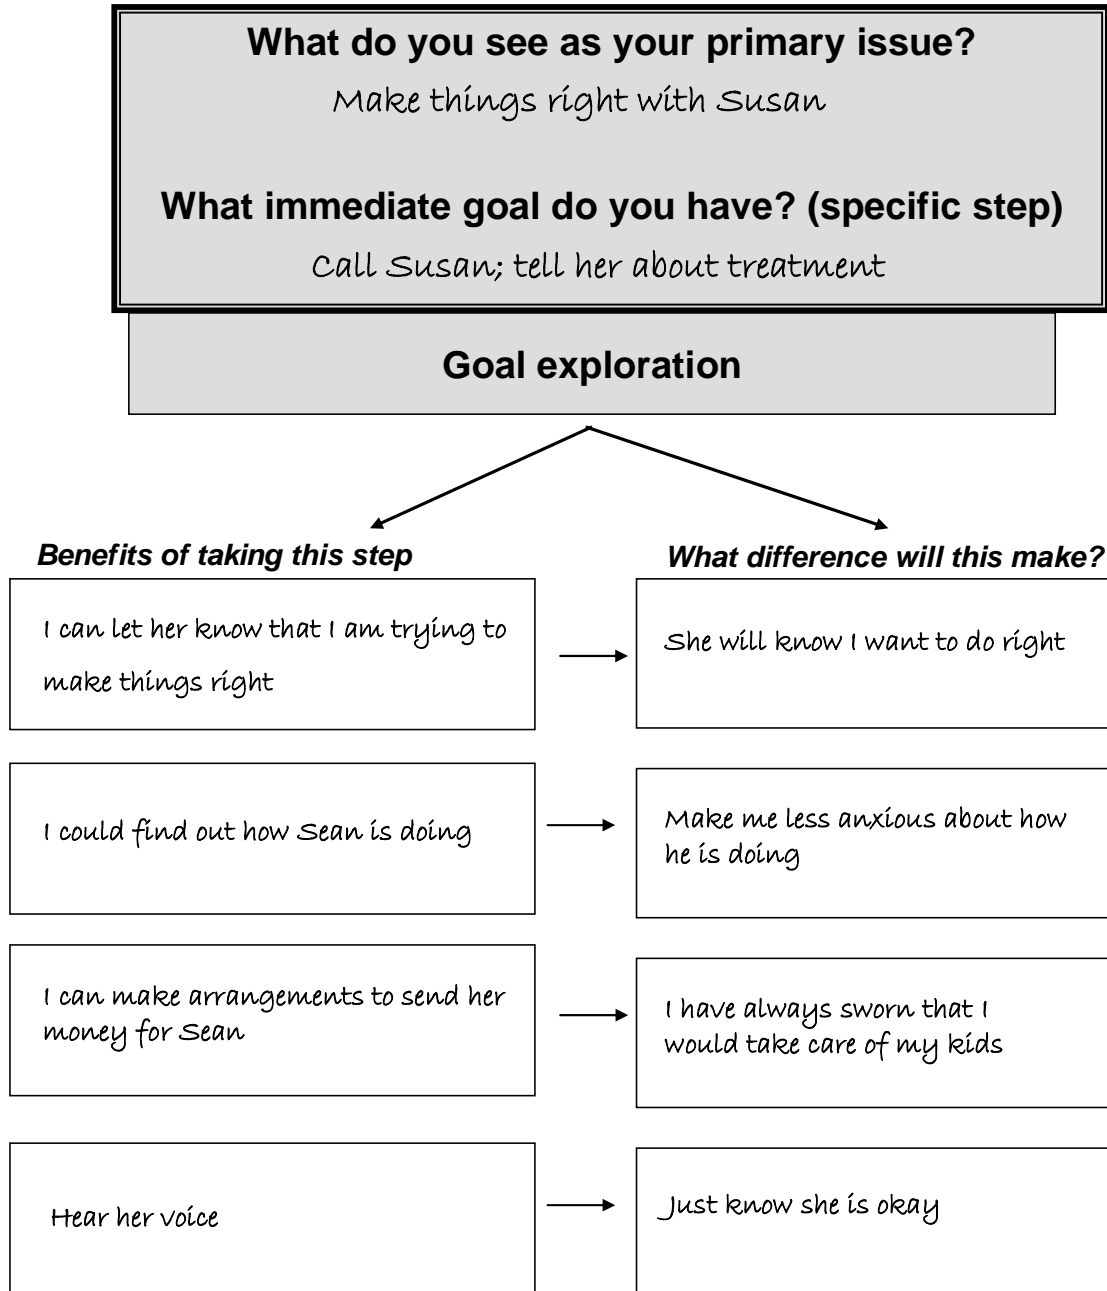 What do you see as your primary issue?
Make things right with Susan
What immediate goal do you have? (specific step)
Call Susan; tell her about treatment
Goal exploration
Benefits of taking this step
What difference will this make?
I can let her know that I am trying to
make things right
She will know I want to do right
I could find out how Sean is doing
Make me less anxious about how
he is doing
I can make arrangements to send her
money for Sean
I have always sworn that I
would take care of my kids
Hear her voice
Just know she is okay